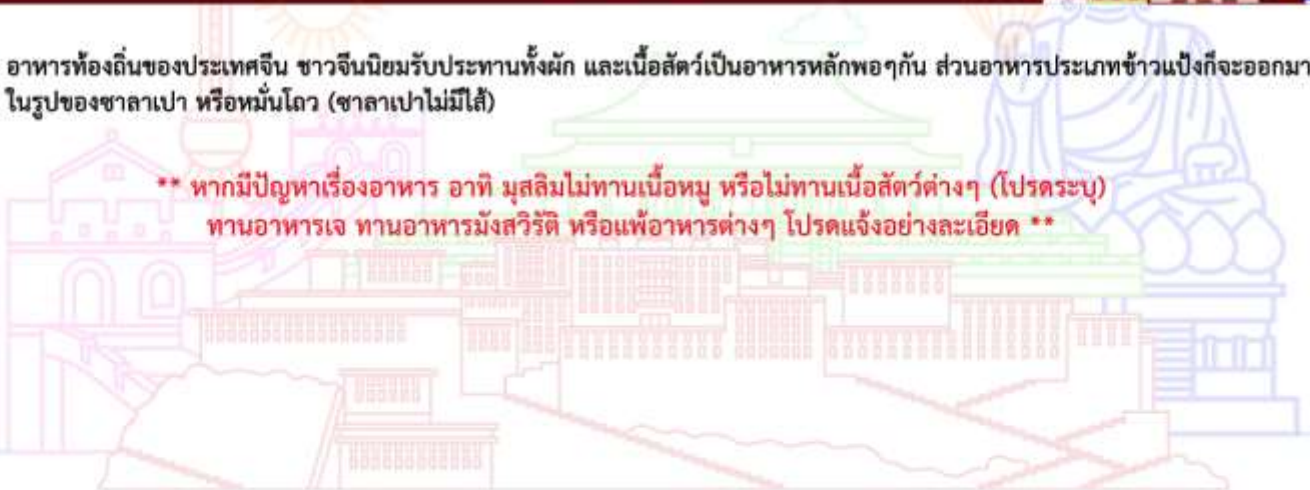 อาหารท้องถิ่นของประเทศจีน ชาวจีนนิยมรับประทานทั้งผัก และเนื้อสัตว์เป็นอาหารหลักพอๆกัน ส่วนอาหารประเภทข้าวแป้งก็จะออกมา
ในรูปของซาลาเปา หรือหมั่นโถว (ซาลาเปาไม่มีไส้)
** หากมีปัญหาเรื่องอาหาร อาทิ มุสลิมไม่ทานเนื้อหมู หรือไม่ทานเนื้อสัตว์ต่างๆ (โปรดระบุ)
ทานอาหารเจ ทานอาหารมังสวิรัติ หรือแพ้อาหารต่างๆ โปรดแจ้งอย่างละเอียด **